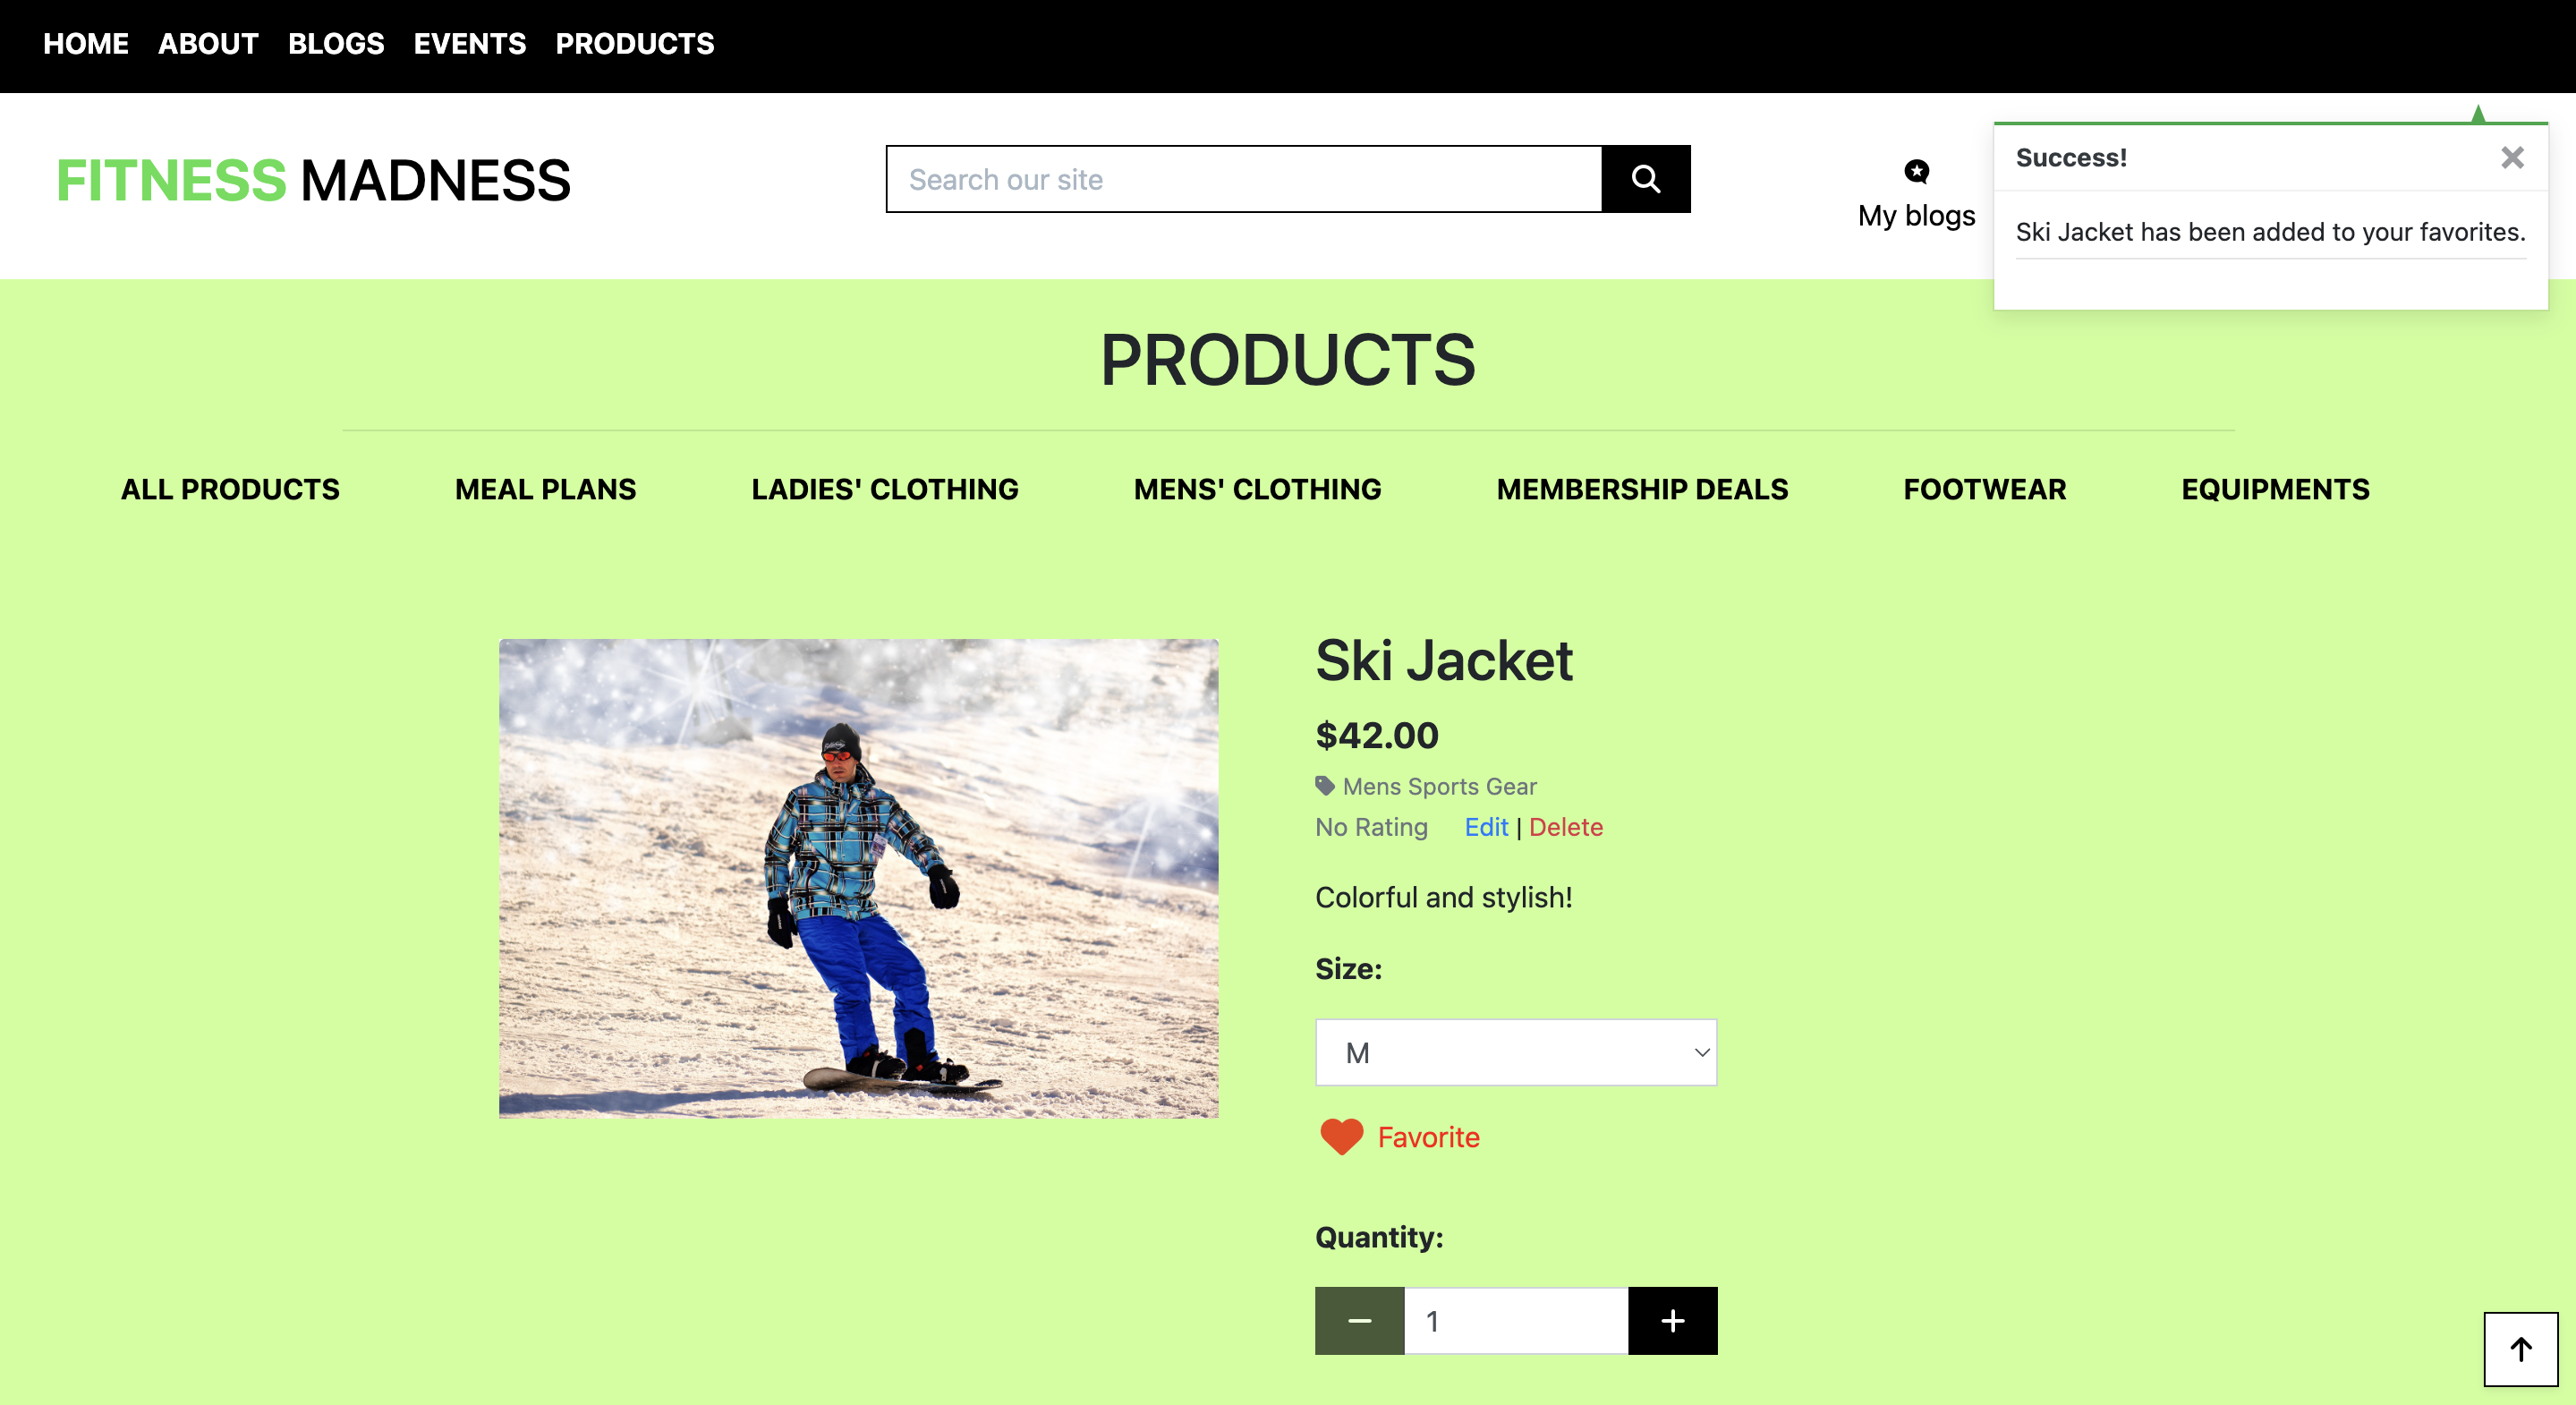 HOME ABOUT BLOGS EVENTS PRODUCTS
FITNESS MADNESS
Search our site
My blogs
Success!
Ski Jacket has been added to your favorites.
PRODUCTS
ALL PRODUCTS MEAL PLANS LADIES' CLOTHING MENS' CLOTHING MEMBERSHIP DEALS FOOTWEAR EQUIPMENTS
Ski Jacket
$42.00
Mens Sports Gear
No Rating Edit | Delete
Colorful and stylish!
Size:
M
Favorite
Quantity:
1